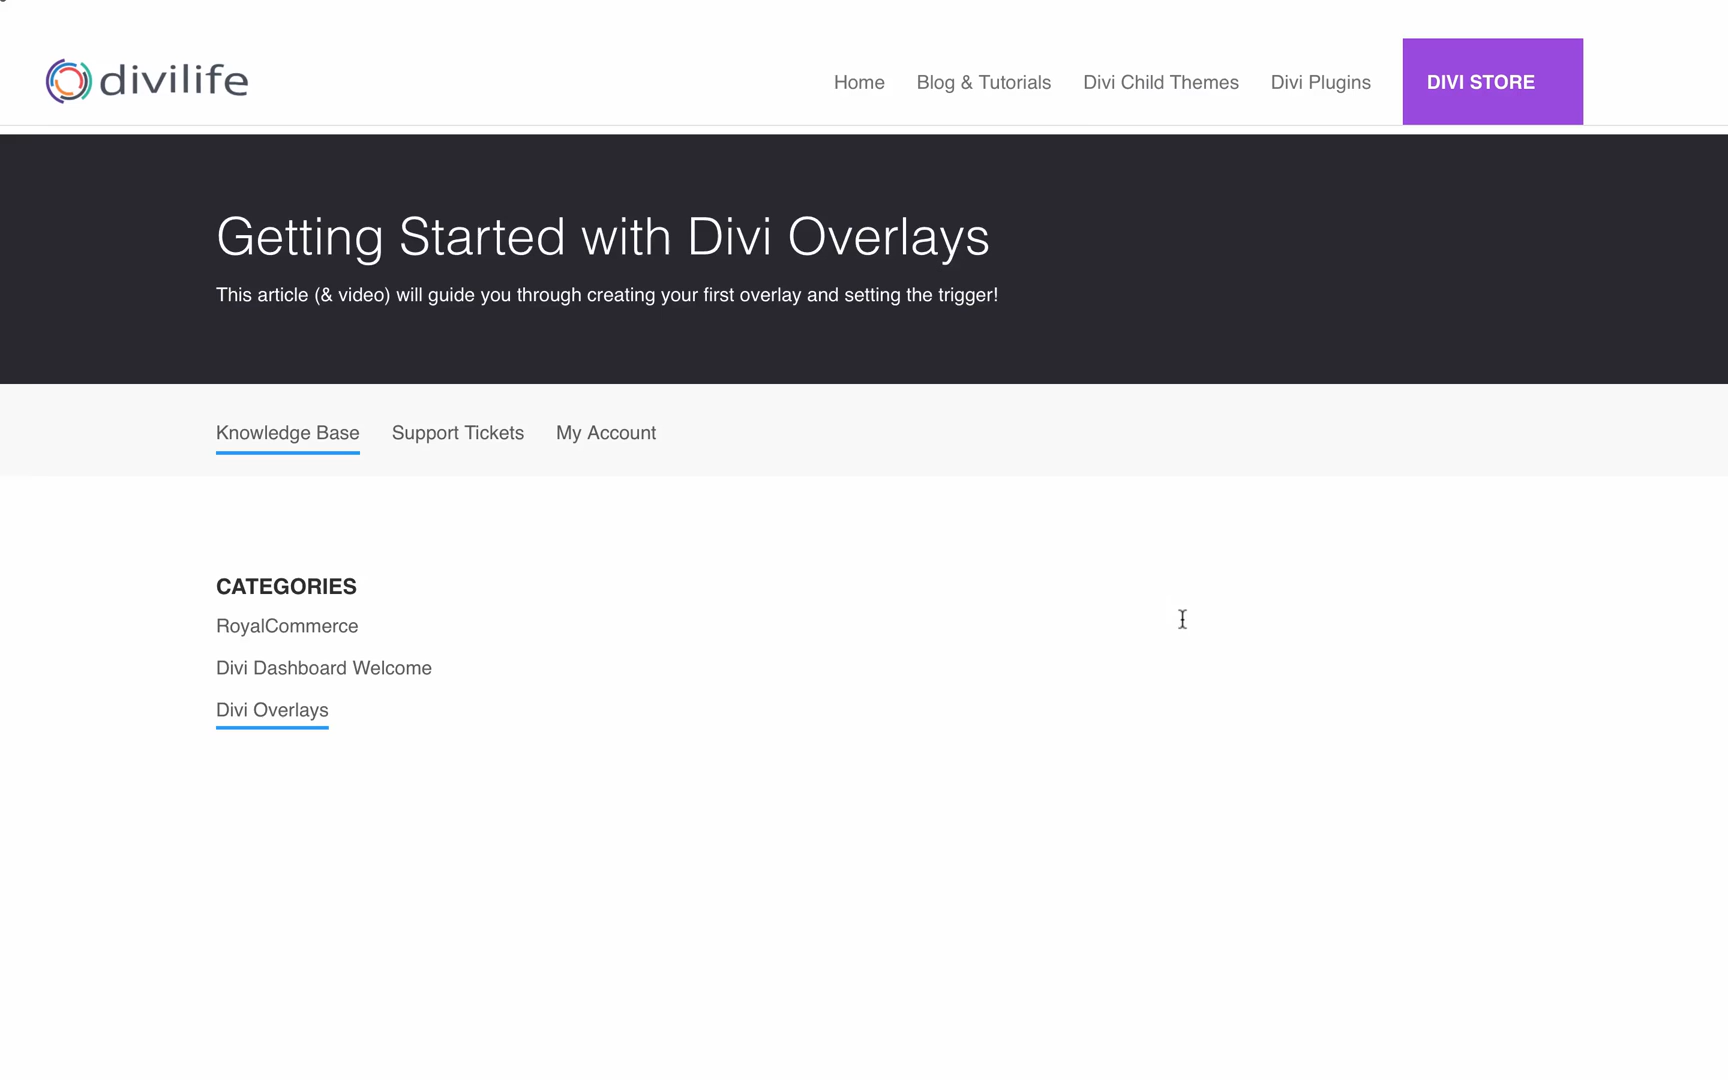 divilife
Home Blog & Tutorials Divi Child Themes Divi Plugins DIVI STORE
Getting Started with Divi Overlays
This article (& video) will guide you through creating your first overlay and setting the trigger!
Knowledge Base Support Tickets My Account
CATEGORIES
RoyalCommerce
Divi Dashboard Welcome
Divi Overlays